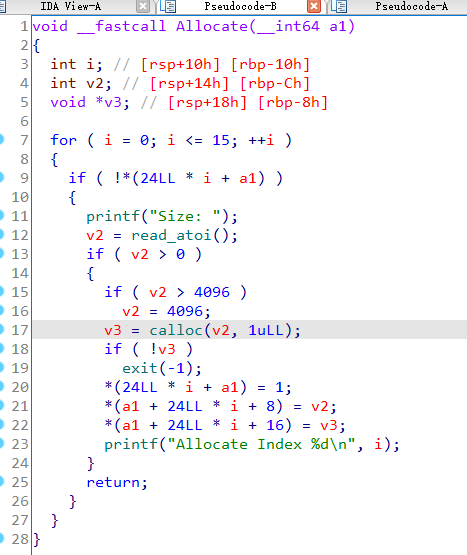 IDA View-A Pseudocode-B Pseudocode-A
1 void __fastcall Allocate(__int64 a1)
2 {
3 int i; // [rsp+10h] [rbp-10h]
4 int v2; // [rsp+14h] [rbp-Ch]
5 void *v3; // [rsp+18h] [rbp-8h]
6
7 for ( i = 0; i <= 15; ++i )
8 {
9 if ( !*(24LL * i + a1) )
10 {
11 printf("Size: ");
12 v2 = read_atoi();
13 if ( v2 > 0 )
14 {
15 if ( v2 > 4096 )
16 v2 = 4096;
17 v3 = calloc(v2, 1uLL);
18 if ( !v3 )
19 exit(-1);
20 *(24LL * i + a1) = 1;
21 *(a1 + 24LL * i + 8) = v2;
22 *(a1 + 24LL * i + 16) = v3;
23 printf("Allocate Index %d\n", i);
24 }
25 return;
26 }
27 }
28 }